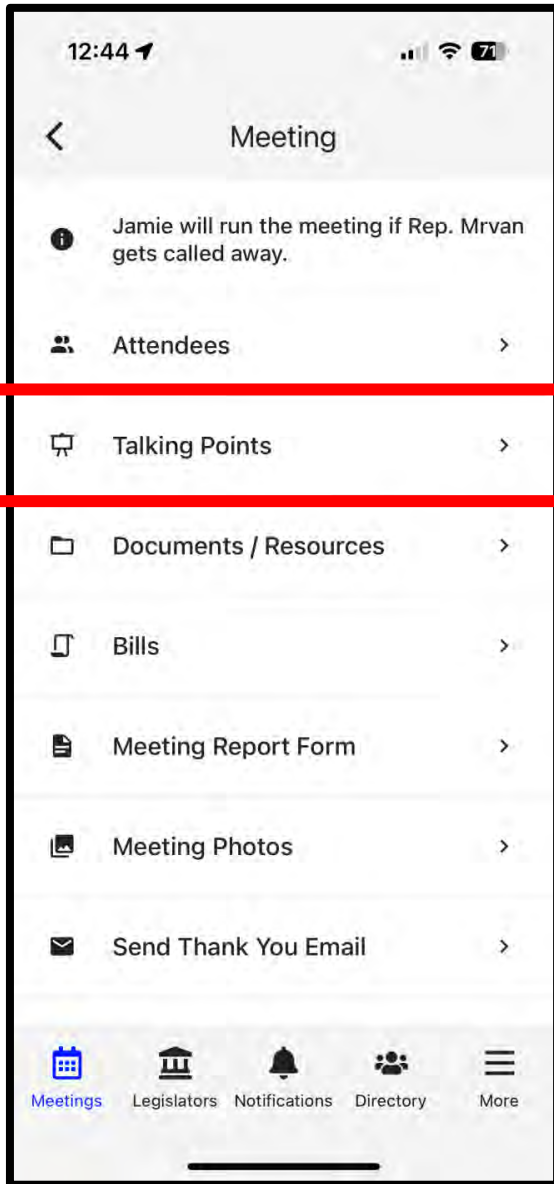 12:44
71
Meeting
Jamie will run the meeting if Rep. Mrvan
gets called away.
Attendees
Talking Points
Documents / Resources
Bills
Meeting Report Form
Meeting Photos
Send Thank You Email
Meetings Legislators Notifications Directory More